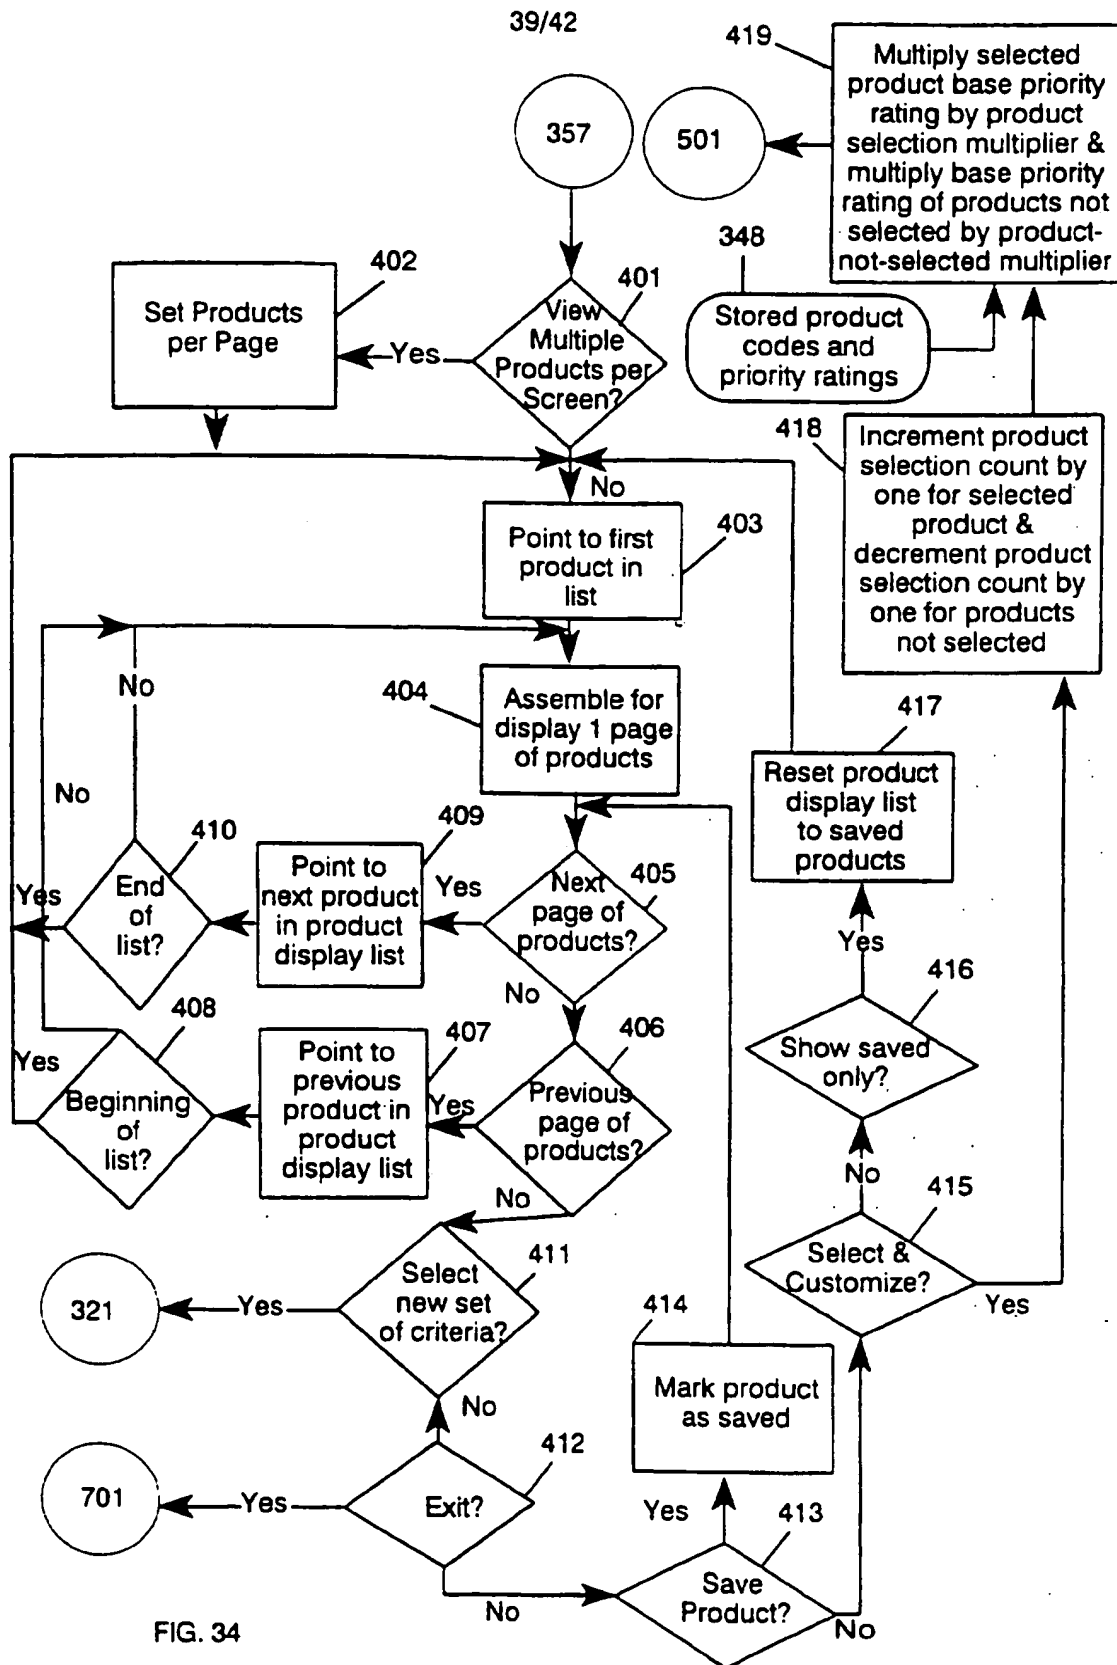 39/42
419
Multiply selected
product base priority
rating by product
selection multiplier &
multiply base priority
rating of products not
selected by product-
not-selected multiplier
357
501
348
Stored product
codes and
priority ratings
402
Set Products
per Page
401
View
Multiple
Products per
Screen?
Yes
No
418
Increment product
selection count by
one for selected
product &
decrement product
selection count by
one for products
not selected
403
Point to first
product in
list
No
404
Assemble for
display 1 page
of products
417
Reset product
display list
to saved
products
No
410
End
of
list?
Yes
409
Point to
next product
in product
display list
Yes
405
Next
page of
products?
No
Yes
416
Show saved
only?
408
Beginning
of
list?
Yes
407
Point to
previous
product in
product
display list
Yes
406
Previous
page of
products?
No
No
415
Select &
Customize?
Yes
411
Select
new set
of criteria?
Yes
321
No
414
Mark product
as saved
412
Exit?
Yes
701
No
Yes
413
Save
Product?
No
FIG. 34